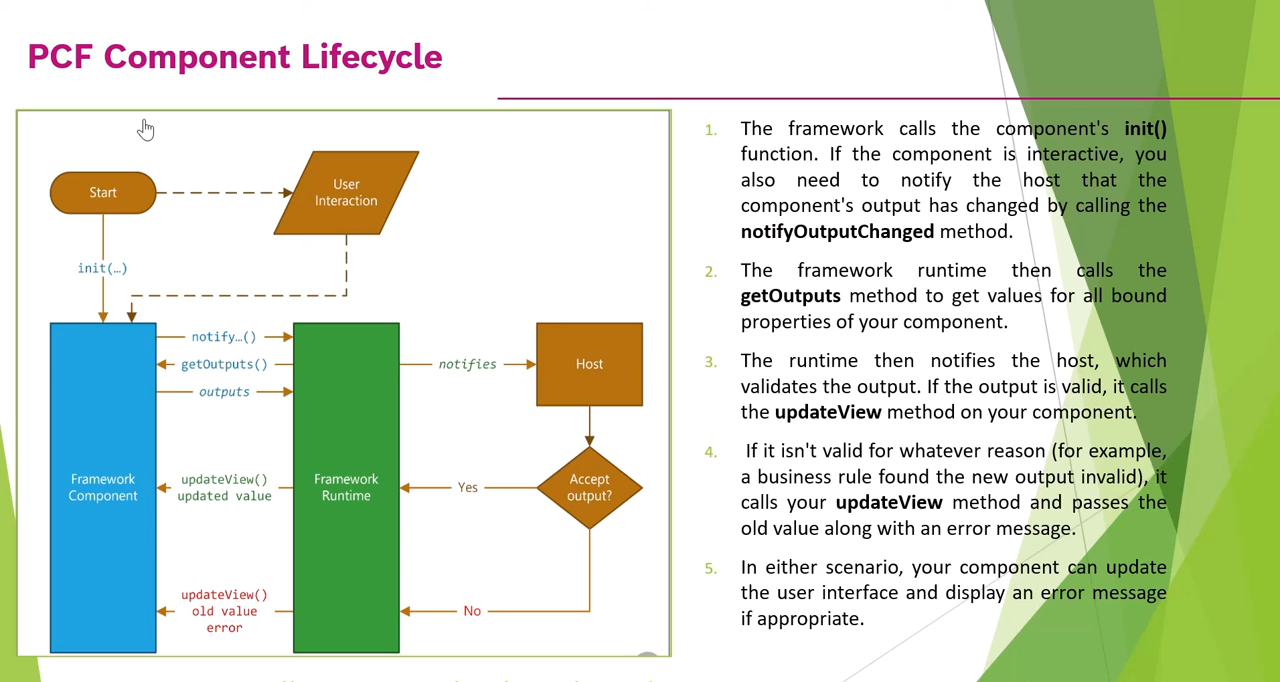 PCF Component Lifecycle
Start
User
Interaction
init(…)
notify…()
getOutputs()
outputs
notifies
Host
Framework
Component
updateView()
updated value
Framework
Runtime
Yes
Accept
output?
updateView()
old value
error
No
1. The framework calls the component's init()
function. If the component is interactive, you
also need to notify the host that the
component's output has changed by calling the
notifyOutputChanged method.
2. The framework runtime then calls the
getOutputs method to get values for all bound
properties of your component.
3. The runtime then notifies the host, which
validates the output. If the output is valid, it calls
the updateView method on your component.
4. If it isn't valid for whatever reason (for example,
a business rule found the new output invalid), it
calls your updateView method and passes the
old value along with an error message.
5. In either scenario, your component can update
the user interface and display an error message
if appropriate.